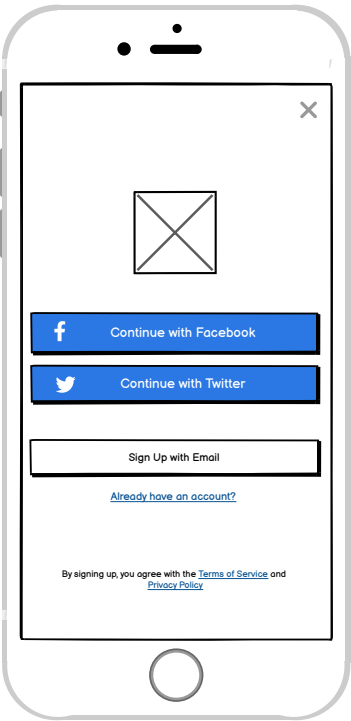 Continue with Facebook
Continue with Twitter
Sign Up with Email
Already have an account?
By signing up, you agree with the Terms of Service and
Privacy Policy